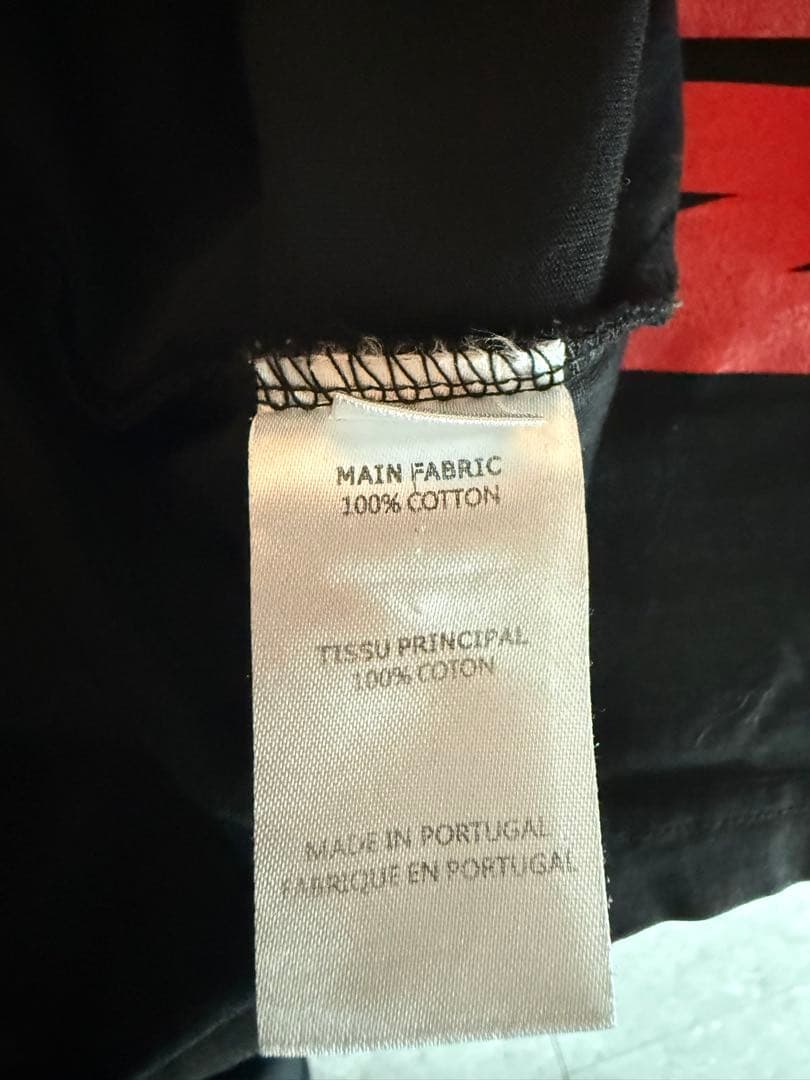 MAIN FABRIC
100% COTTON
TISSU PRINCIPAL
100% COTON
MADE IN PORTUGAL
FABRIQUE EN PORTUGAL